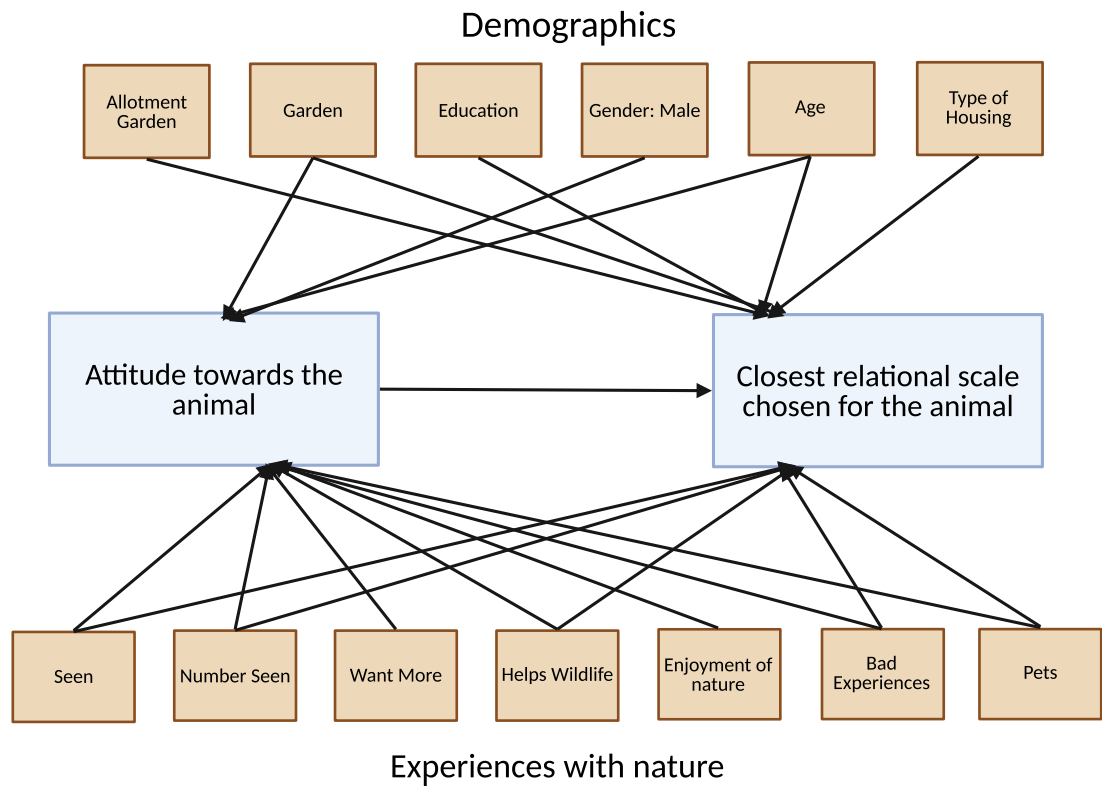 Demographics
Allotment
Garden
Garden
Education
Gender: Male
Age
Type of
Housing
Attitude towards the
animal
Closest relational scale
chosen for the animal
Seen
Number Seen
Want More
Helps Wildlife
Enjoyment of
nature
Bad
Experiences
Pets
Experiences with nature